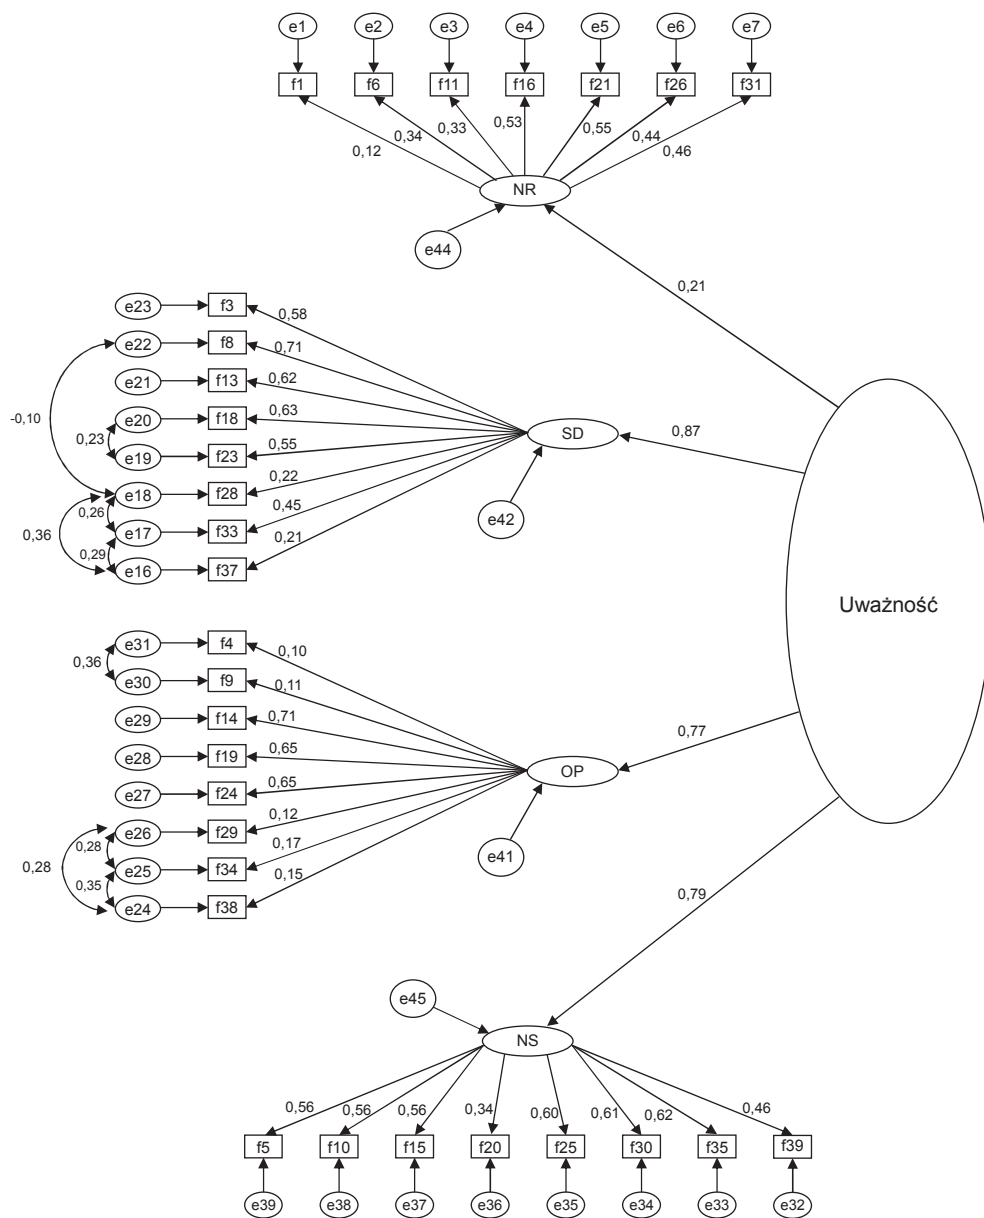 e1 e2 e3 e4 e5 e6 e7
f1 f6 f11 f16 f21 f26 f31
0,12 0,34 0,33 0,53 0,55 0,44 0,46
NR
e44
0,21
e23 f3 0,58
e22 f8 0,71
e21 f13 0,62
-0,10
e20 f18 0,63
0,23
e19 f23 0,55
e18 f28 0,22
0,36 0,26
e17 f33 0,45
0,29
e16 f37 0,21
SD
0,87
e42
Uważność
e31 f4 0,10
0,36
e30 f9 0,11
e29 f14 0,71
e28 f19 0,65
e27 f24 0,65
e26 f29 0,12
0,28 0,28
e25 f34 0,17
0,35
e24 f38 0,15
OP
0,77
e41
0,79
e45
NS
0,56 0,56 0,56 0,34 0,60 0,61 0,62 0,46
f5 f10 f15 f20 f25 f30 f35 f39
e39 e38 e37 e36 e35 e34 e33 e32